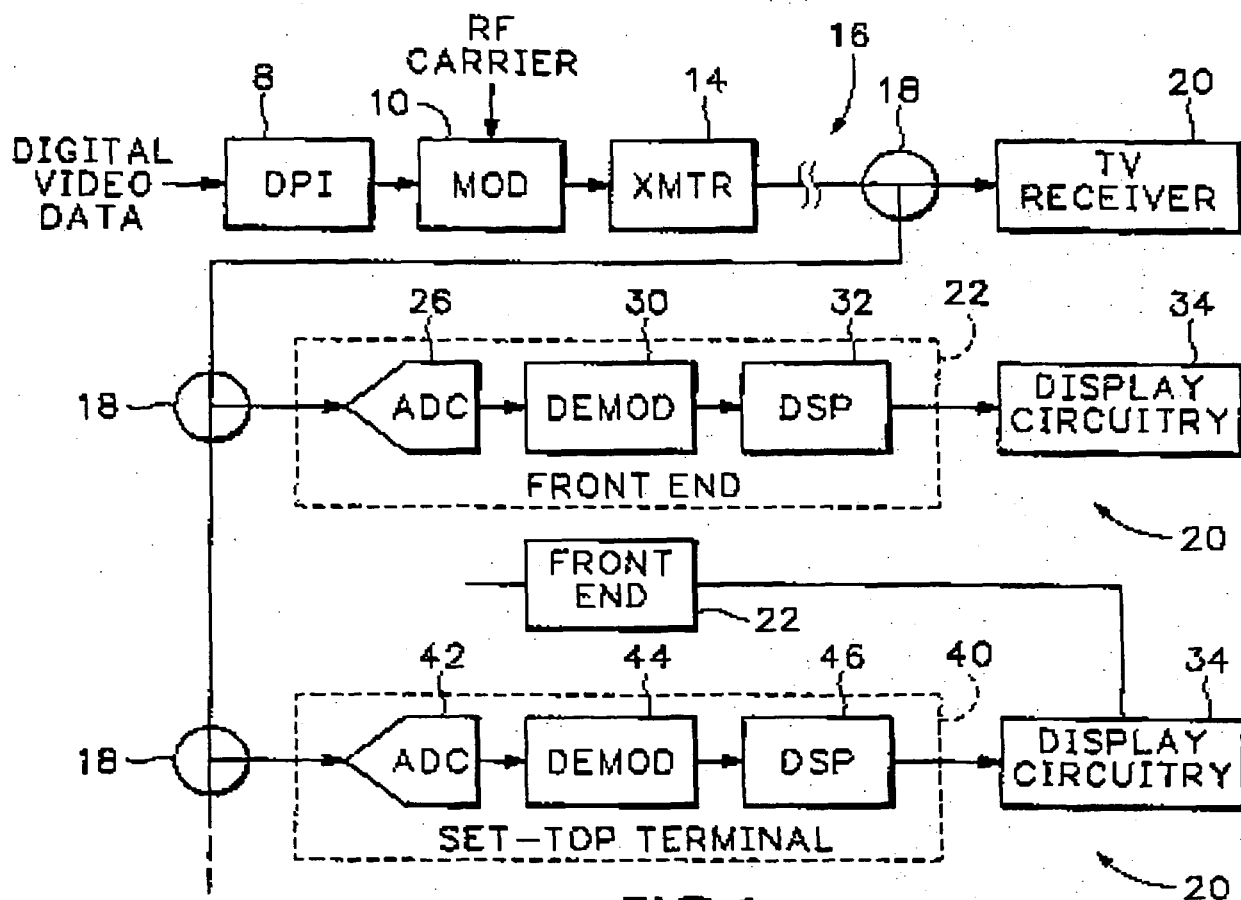 RF
CARRIER
16
8
10
14
18
20
DIGITAL
VIDEO
DATA
DPI
MOD
XMTR
TV
RECEIVER
26
30
32
22
34
18
ADC
DEMOD
DSP
DISPLAY
CIRCUITRY
FRONT END
20
FRONT
END
22
42
44
46
40
34
18
ADC
DEMOD
DSP
DISPLAY
CIRCUITRY
SET-TOP TERMINAL
20